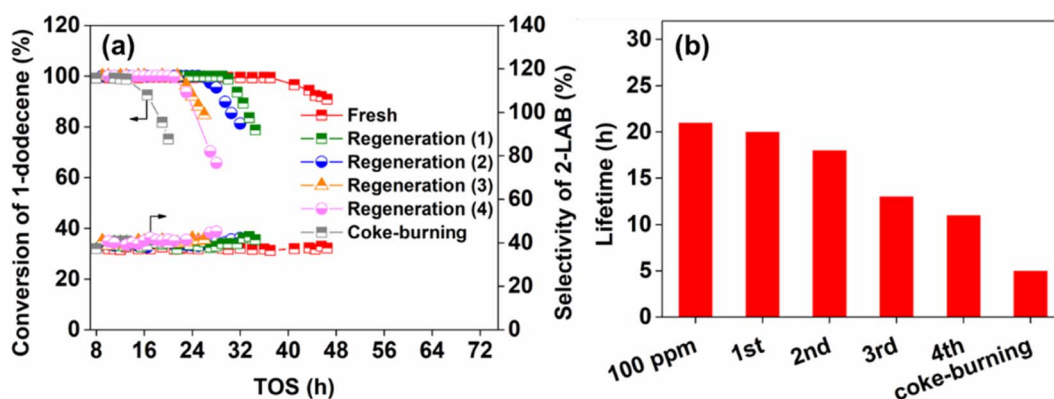 (a)
Conversion of 1-dodecene (%)
120
100
80
60
40
20
0
8 16 24 32 40 48 56 64 72
TOS (h)
140
120
100
80
60
40
20
0
Selectivity of 2-LAB (%)
Fresh
Regeneration (1)
Regeneration (2)
Regeneration (3)
Regeneration (4)
Coke-burning
(b)
Lifetime (h)
30
25
20
15
10
5
0
100 ppm
1st
2nd
3rd
4th
coke-burning